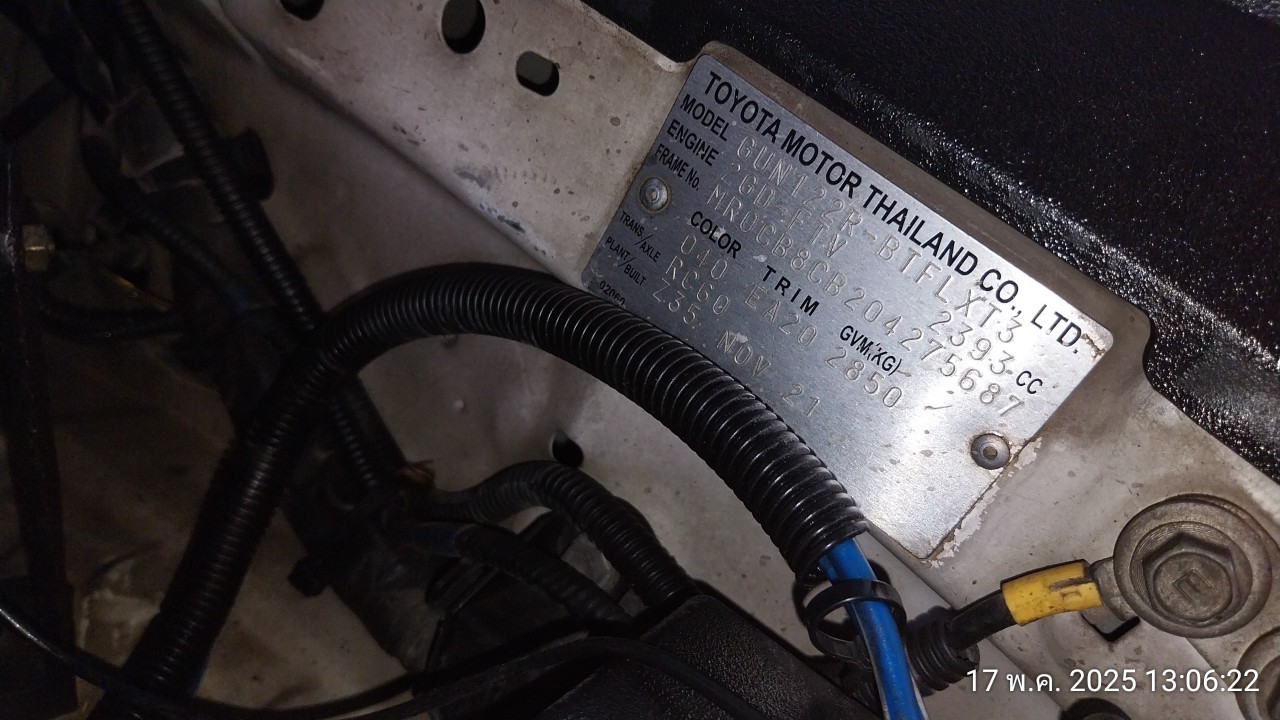 TOYOTA MOTOR THAILAND CO., LTD.
MODEL GUN122R-BTFLXT3
ENGINE 2GD-FTV 2393 CC
FRAME No. MR0CB8CB204275687
COLOR TRIM GVM(KG)
040 EA20 2850
TRANS/AXLE RC60
PLANT/BUILT Z35 NOV 21
17 พ.ค. 2025 13:06:22